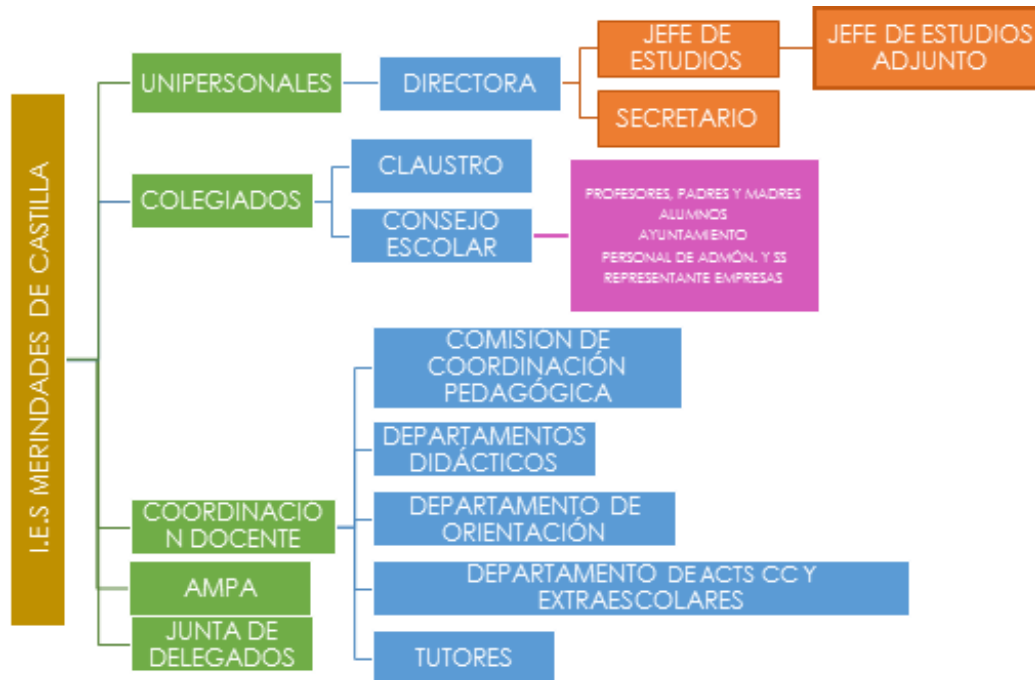 I.E.S MERINDADES DE CASTILLA
UNIPERSONALES
DIRECTORA
JEFE DE
ESTUDIOS
JEFE DE ESTUDIOS
ADJUNTO
SECRETARIO
COLEGIADOS
CLAUSTRO
CONSEJO
ESCOLAR
PROFESORES, PADRES Y MADRES
ALUMNOS
AYUNTAMIENTO
PERSONAL DE ADMÓN. Y SS
REPRESENTANTE EMPRESAS
COORDINACIO
N DOCENTE
COMISION DE
COORDINACIÓN
PEDAGÓGICA
DEPARTAMENTOS
DIDÁCTICOS
DEPARTAMENTO DE
ORIENTACIÓN
DEPARTAMENTO DE ACTS CC Y
EXTRAESCOLARES
TUTORES
AMPA
JUNTA DE
DELEGADOS